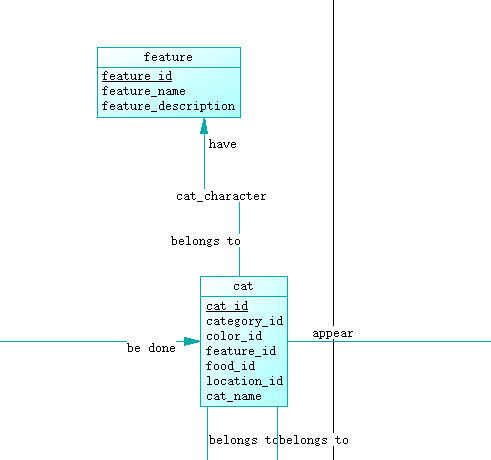 feature
feature_id
feature_name
feature_description
have
cat_character
belongs to
cat
cat_id
category_id
color_id
feature_id
food_id
location_id
cat_name
be done
appear
belongs to
belongs to